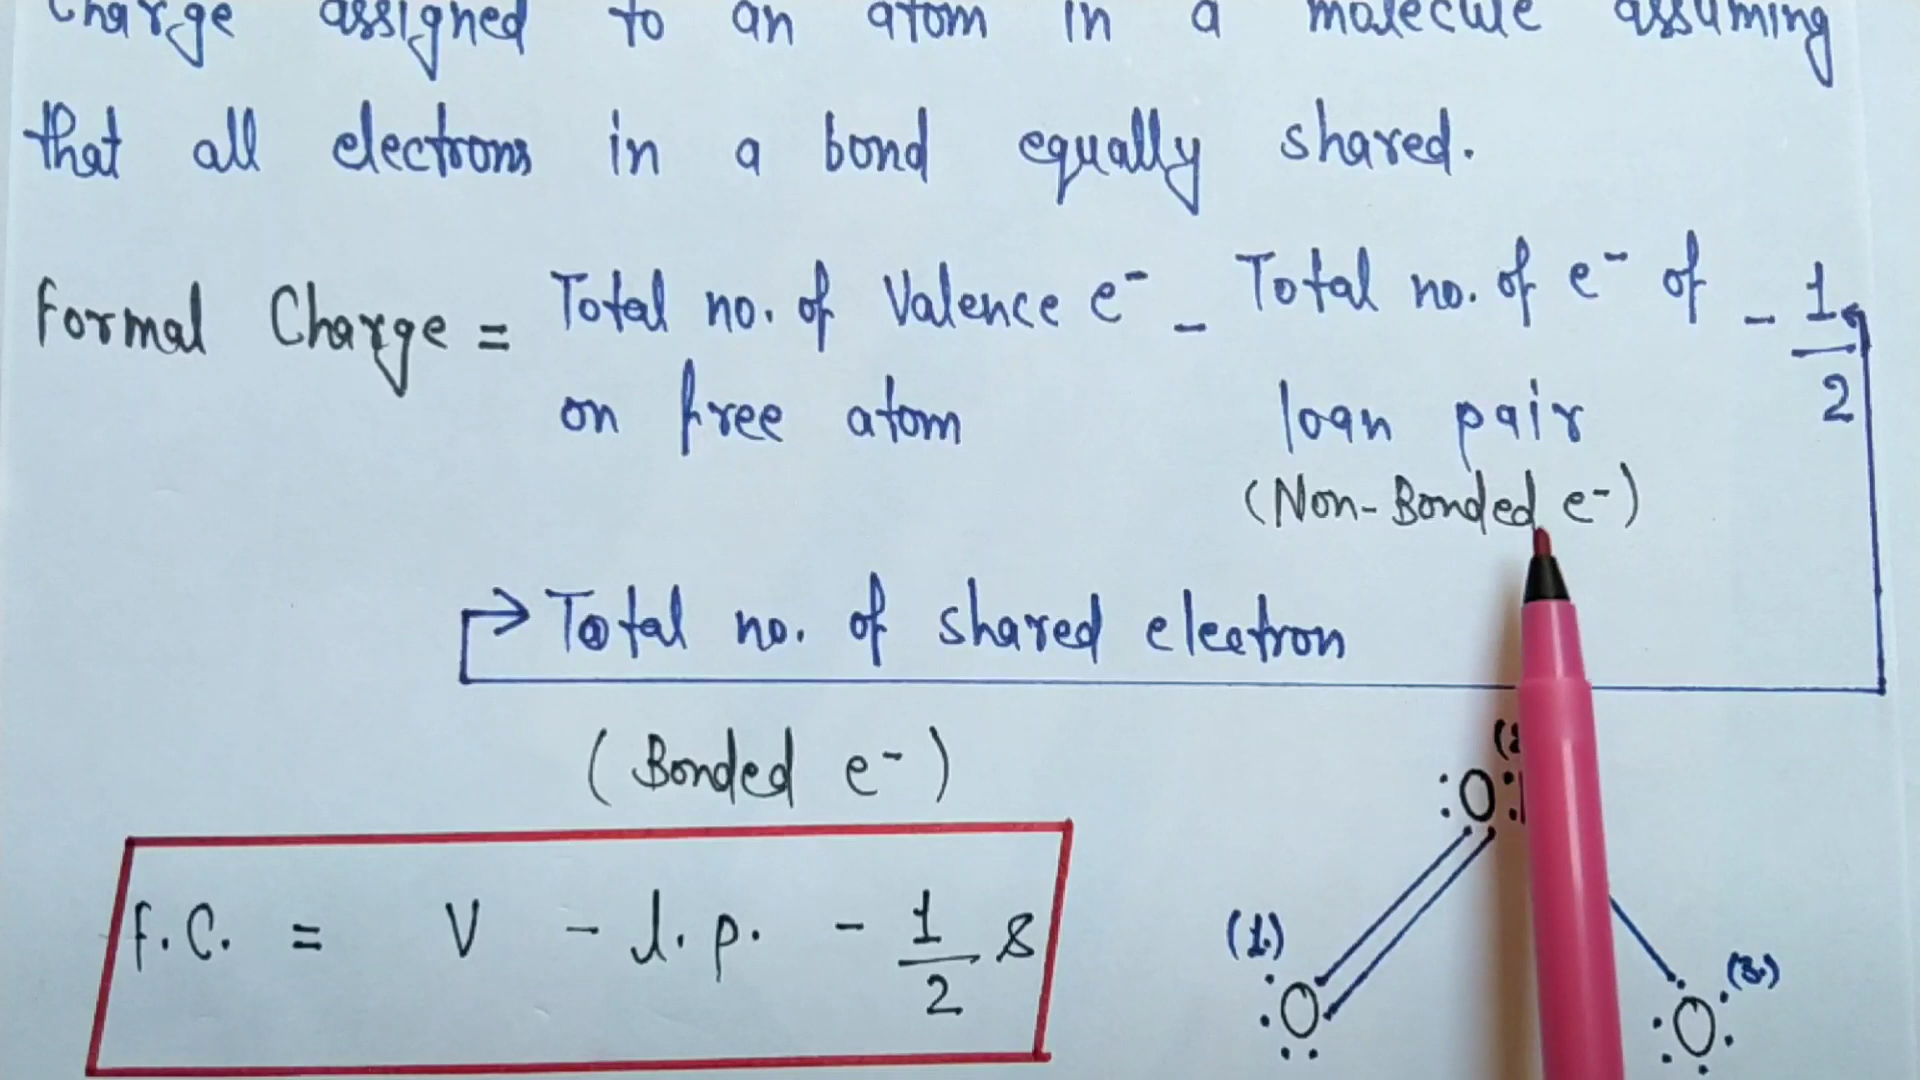 Charge assigned to an atom in a molecule assuming
that all electrons in a bond equally shared.
Formal Charge = Total no. of Valence e⁻ - Total no. of e⁻ of - 1/2
on free atom loan pair
(Non-Bonded e⁻)
Total no. of shared electron
(Bonded e⁻)
F.C. = V - l.p. - 1/2 s
:O:
(1.)
O
(3.)
:O: